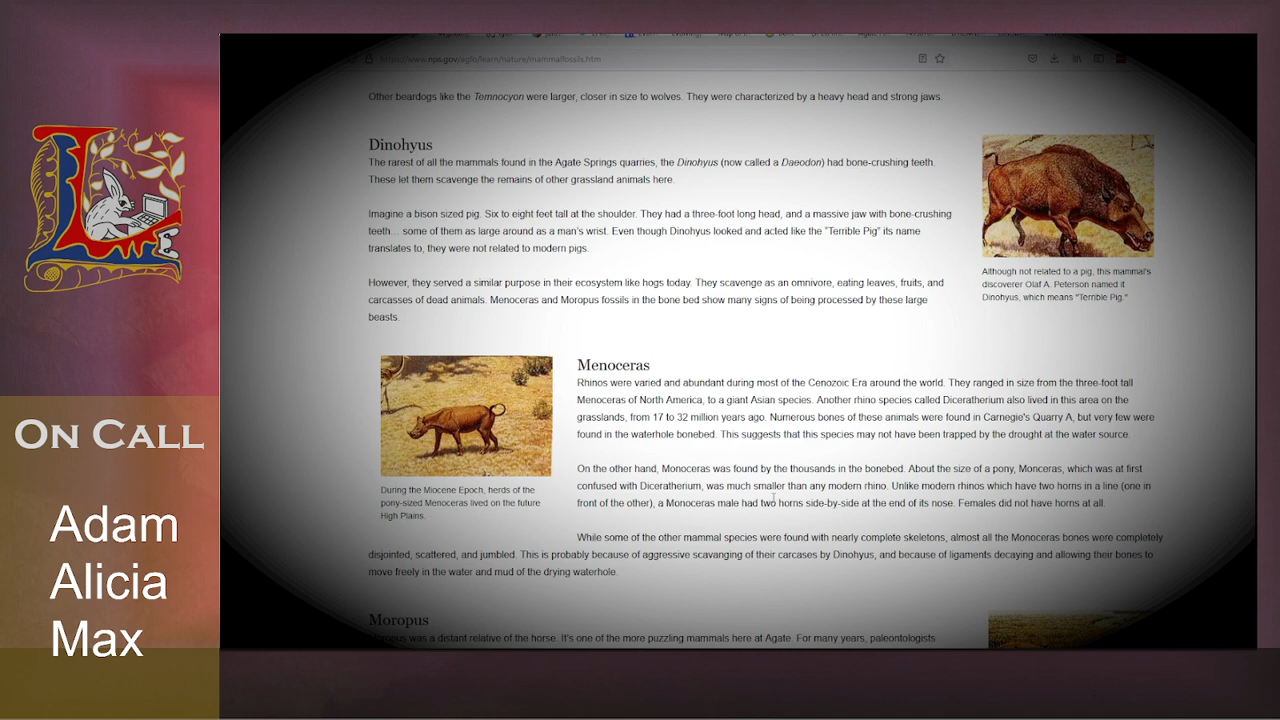 https://www.nps.gov/agfo/learn/nature/mammalfossils.htm
Other beardogs like the Temnocyon were larger, closer in size to wolves. They were characterized by a heavy head and strong jaws.
Dinohyus
The rarest of all the mammals found in the Agate Springs quarries, the Dinohyus (now called a Daeodon) had bone-crushing teeth.
These let them scavenge the remains of other grassland animals here.
Imagine a bison sized pig. Six to eight feet tall at the shoulder. They had a three-foot long head, and a massive jaw with bone-crushing
teeth... some of them as large around as a man's wrist. Even though Dinohyus looked and acted like the "Terrible Pig" its name
translates to, they were not related to modern pigs.
However, they served a similar purpose in their ecosystem like hogs today. They scavenge as an omnivore, eating leaves, fruits, and
carcasses of dead animals. Menoceras and Moropus fossils in the bone bed show many signs of being processed by these large
beasts.
Although not related to a pig, this mammal's
discoverer Olaf A. Peterson named it
Dinohyus, which means "Terrible Pig."
During the Miocene Epoch, herds of the
pony-sized Menoceras lived on the future
High Plains.
Menoceras
Rhinos were varied and abundant during most of the Cenozoic Era around the world. They ranged in size from the three-foot tall
Menoceras of North America, to a giant Asian species. Another rhino species called Diceratherium also lived in this area on the
grasslands, from 17 to 32 million years ago. Numerous bones of these animals were found in Carnegie's Quarry A, but very few were
found in the waterhole bonebed. This suggests that this species may not have been trapped by the drought at the water source.
On the other hand, Monoceras was found by the thousands in the bonebed. About the size of a pony, Monceras, which was at first
confused with Diceratherium, was much smaller than any modern rhino. Unlike modern rhinos which have two horns in a line (one in
front of the other), a Monoceras male had two horns side-by-side at the end of its nose. Females did not have horns at all.
While some of the other mammal species were found with nearly complete skeletons, almost all the Monoceras bones were completely
disjointed, scattered, and jumbled. This is probably because of aggressive scavanging of their carcases by Dinohyus, and because of ligaments decaying and allowing their bones to
move freely in the water and mud of the drying waterhole.
Moropus
Moropus was a distant relative of the horse. It's one of the more puzzling mammals here at Agate. For many years, paleontologists
On Call
Adam
Alicia
Max